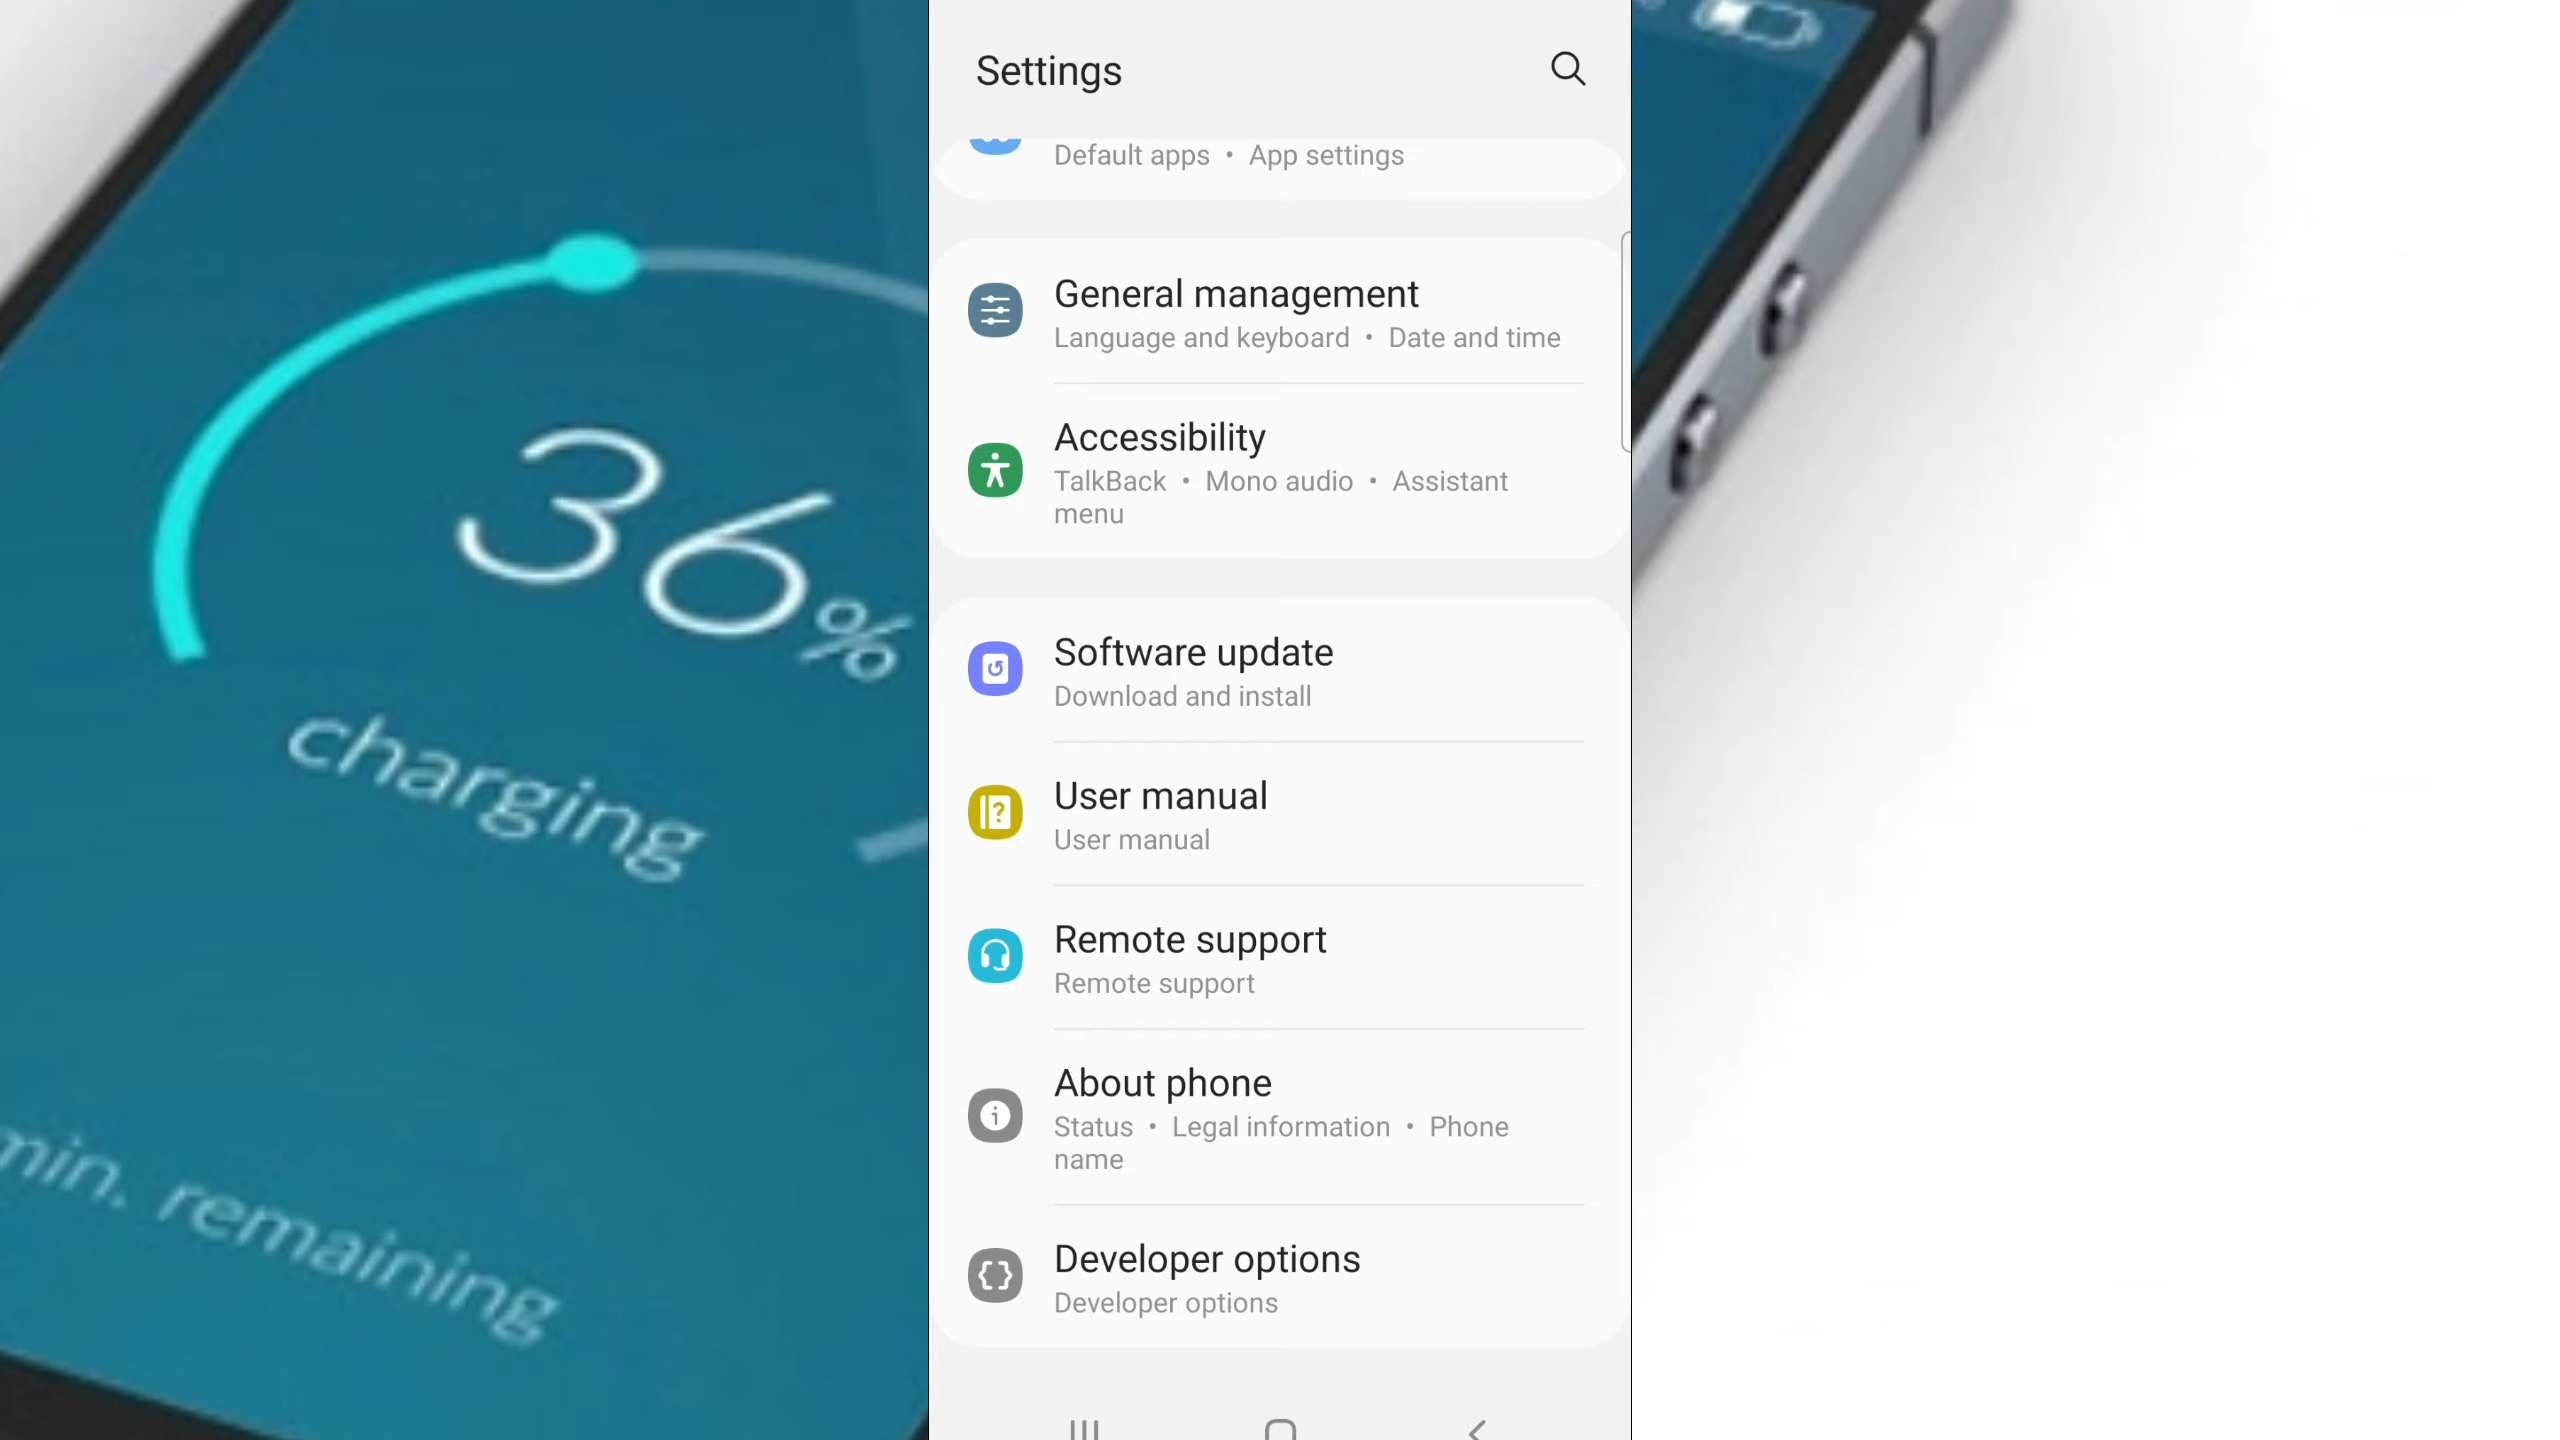 36%
charging
min. remaining
Settings
Default apps • App settings
General management
Language and keyboard • Date and time
Accessibility
TalkBack • Mono audio • Assistant
menu
Software update
Download and install
User manual
User manual
Remote support
Remote support
About phone
Status • Legal information • Phone
name
Developer options
Developer options